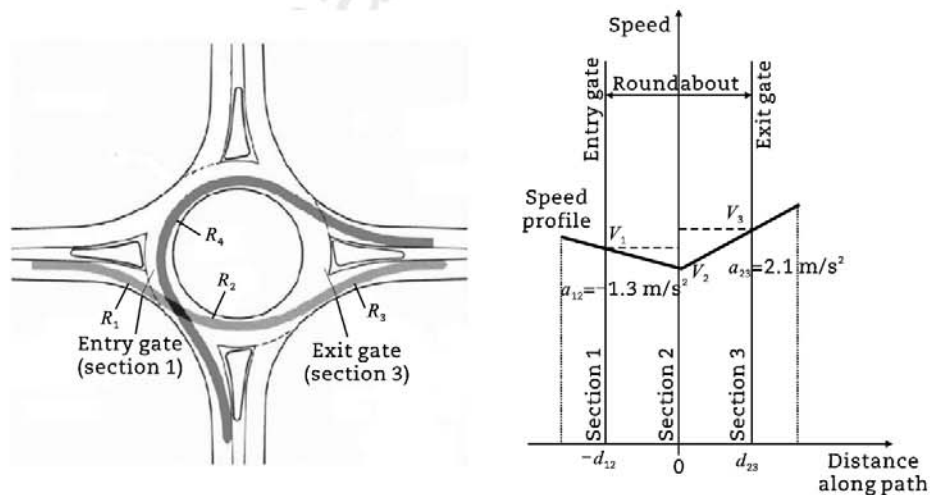 R₄
R₂
R₁
R₃
Entry gate
(section 1)
Exit gate
(section 3)
Speed
Entry gate
Roundabout
Exit gate
Speed
profile
V₁
V₃
V₂
a₁₂=−1.3 m/s²
a₂₃=2.1 m/s²
Section 1
Section 2
Section 3
−d₁₂
0
d₂₃
Distance
along path